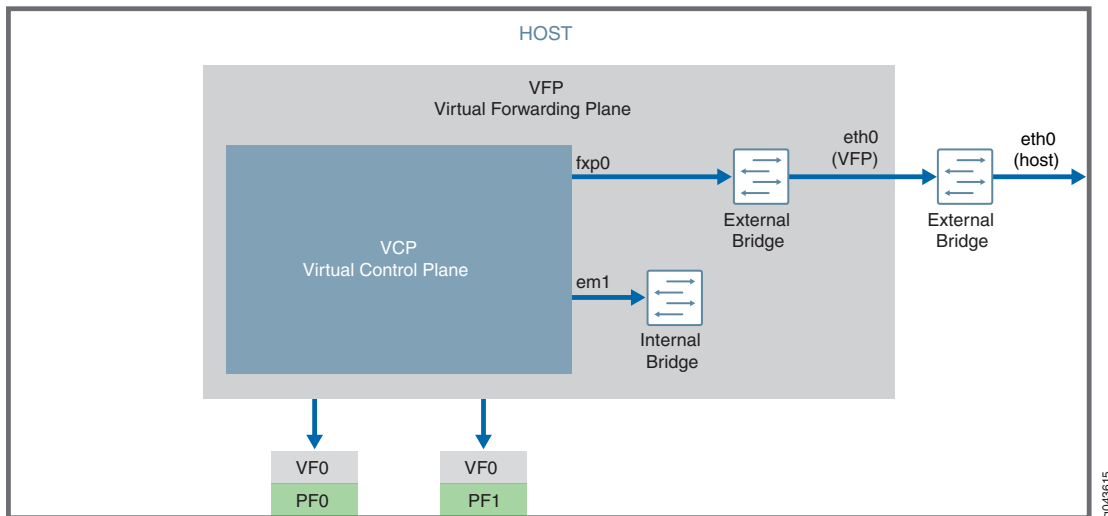 HOST
VFP
Virtual Forwarding Plane
VCP
Virtual Control Plane
fxp0
em1
External
Bridge
Internal
Bridge
eth0
(VFP)
External
Bridge
eth0
(host)
VF0
PF0
VF0
PF1
g043615